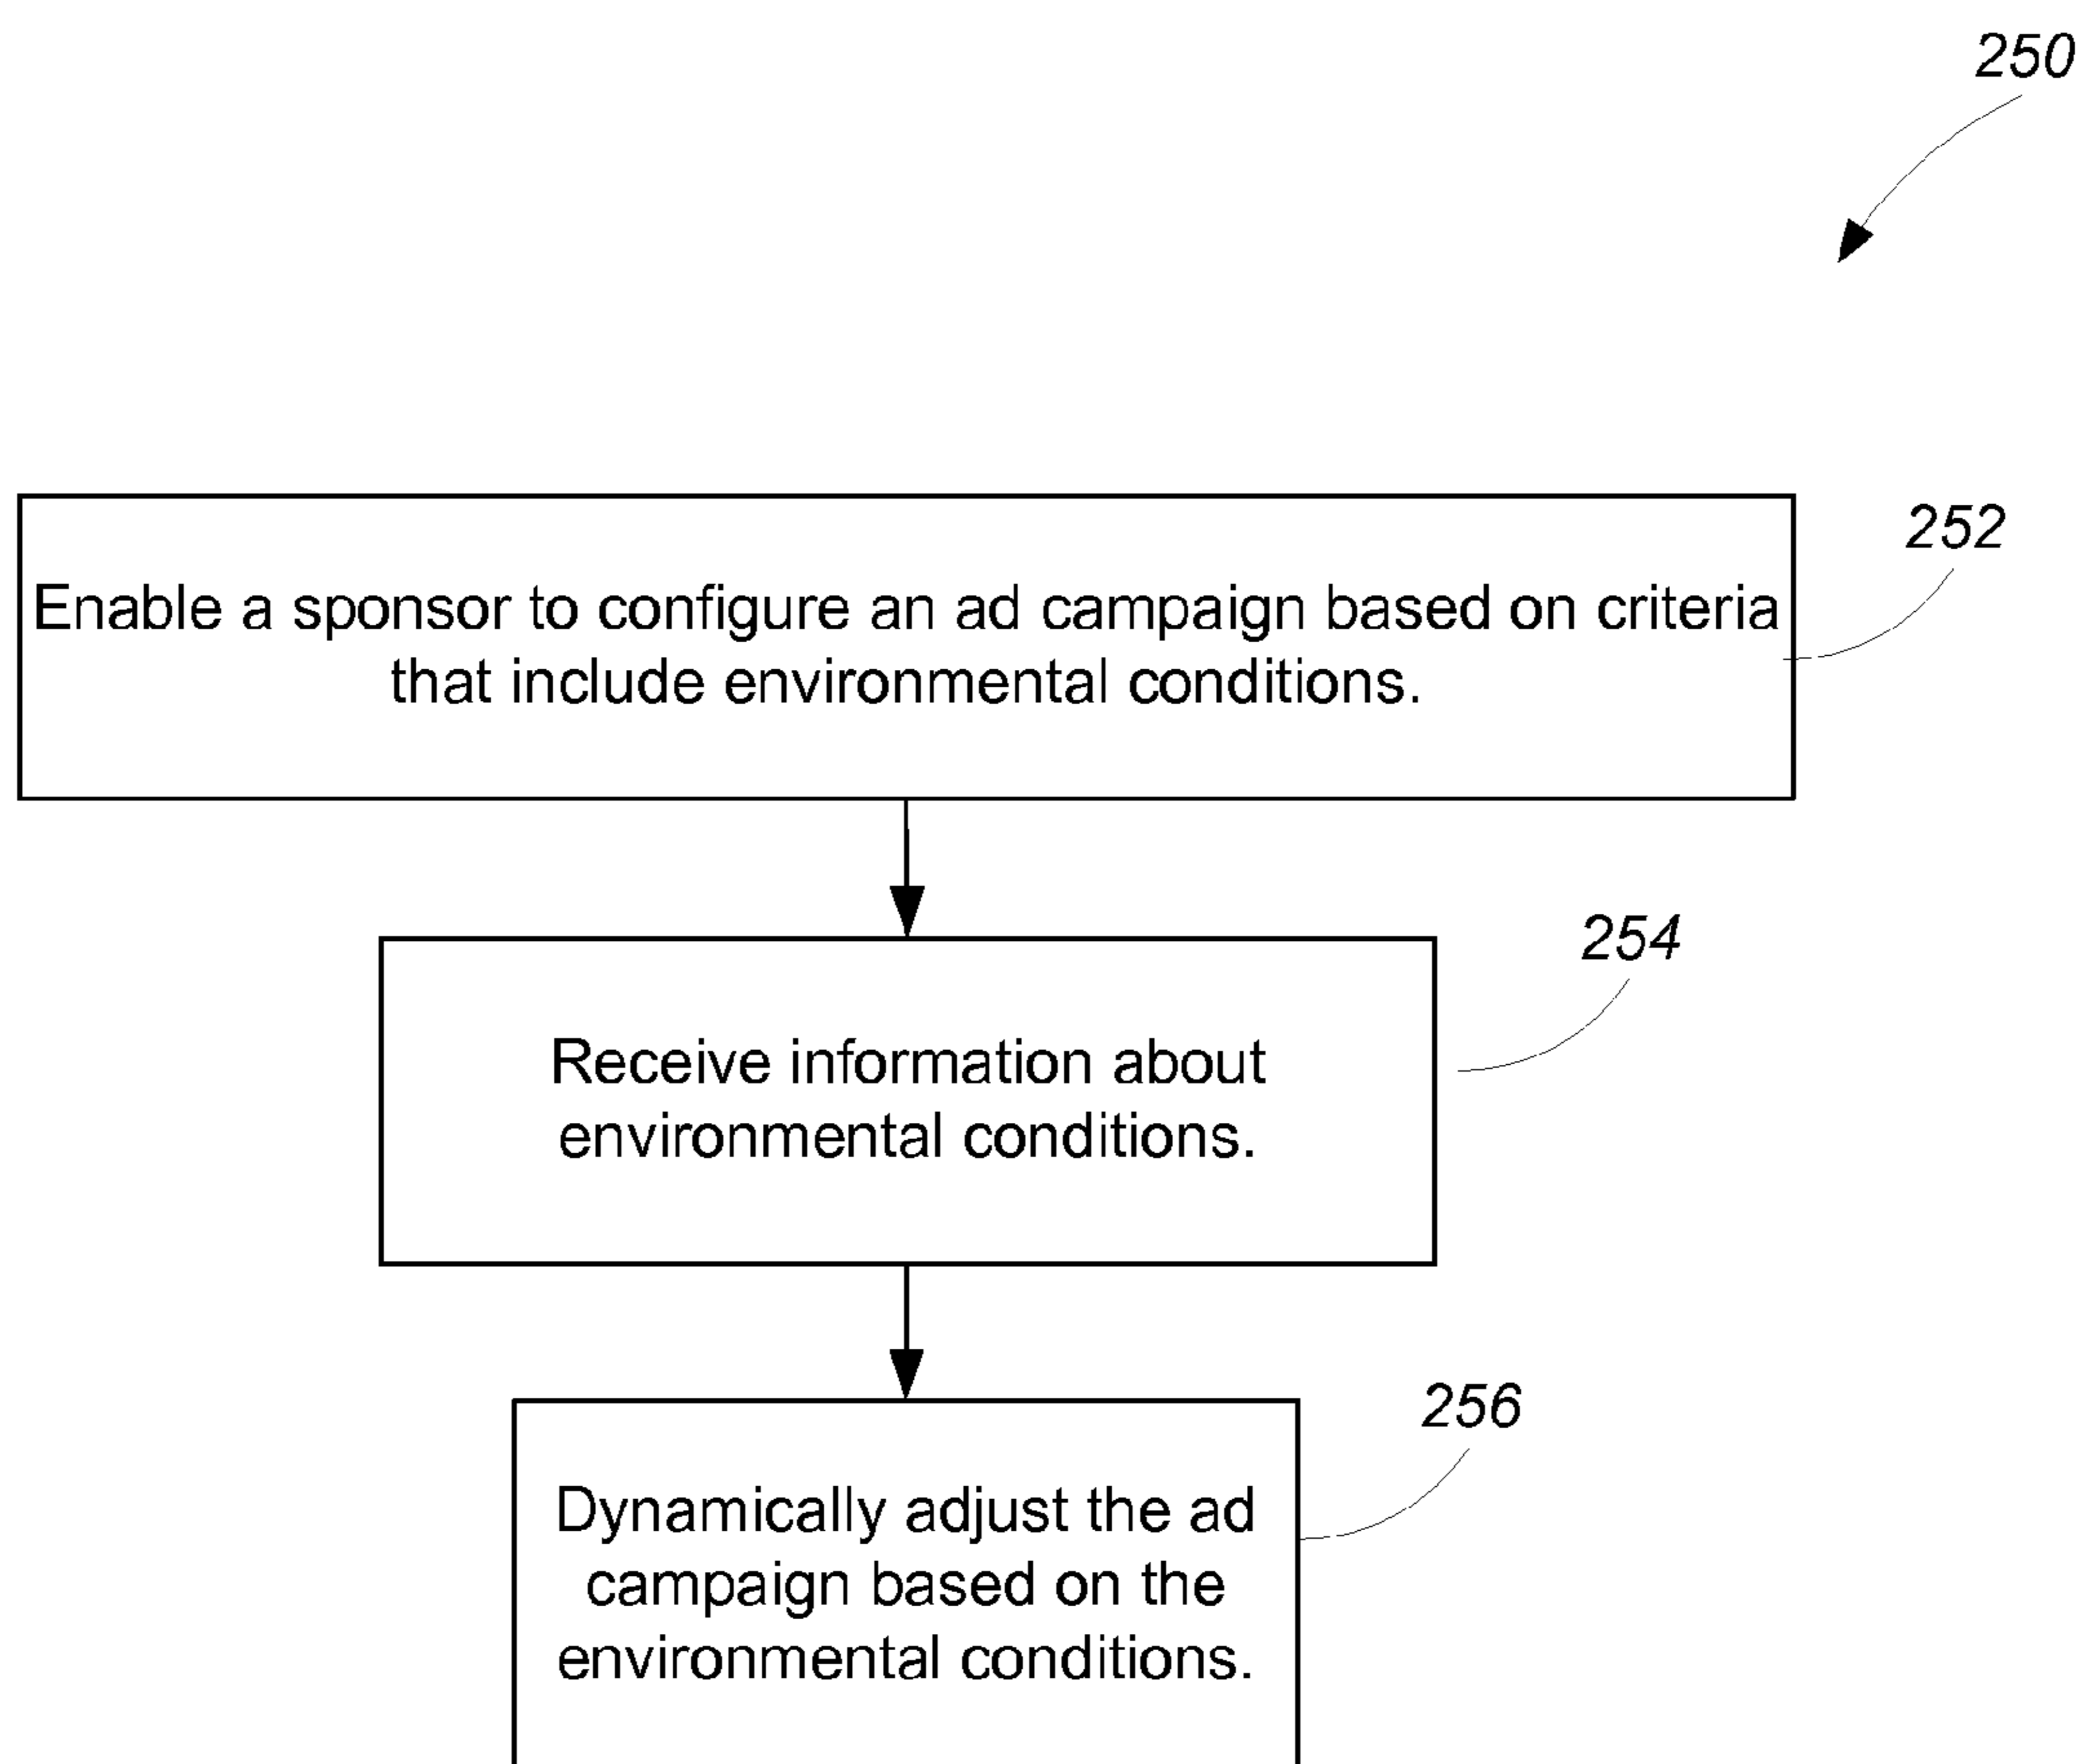 250
252
Enable a sponsor to configure an ad campaign based on criteria
that include environmental conditions.
254
Receive information about
environmental conditions.
256
Dynamically adjust the ad
campaign based on the
environmental conditions.